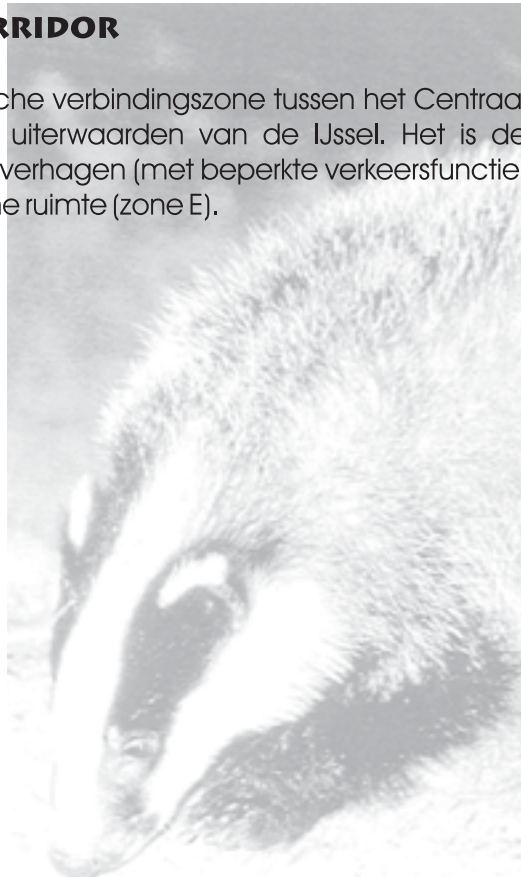 RRIDOR
che verbindingszone tussen het Centraa
uiterwaarden van de IJssel. Het is de
verhagen (met beperkte verkeersfunctie
ne ruimte (zone E).